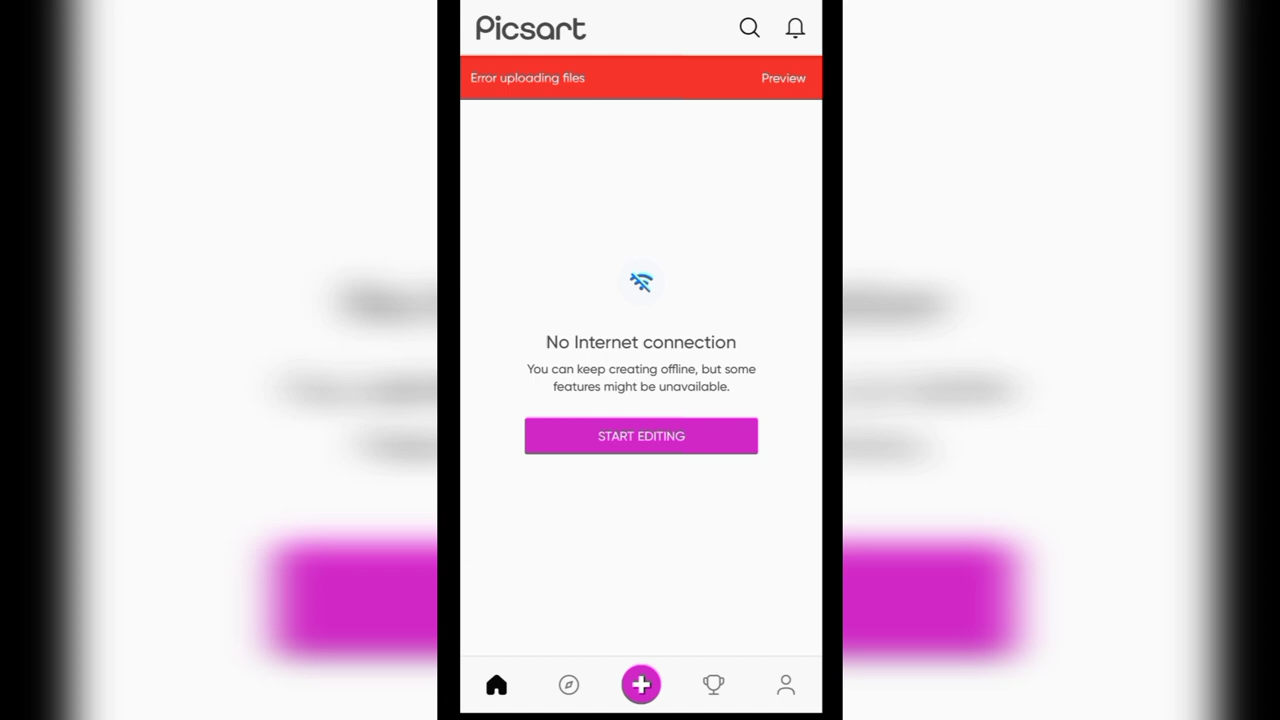 Picsart
Error uploading files
Preview
No Internet connection
You can keep creating offline, but some
features might be unavailable.
START EDITING